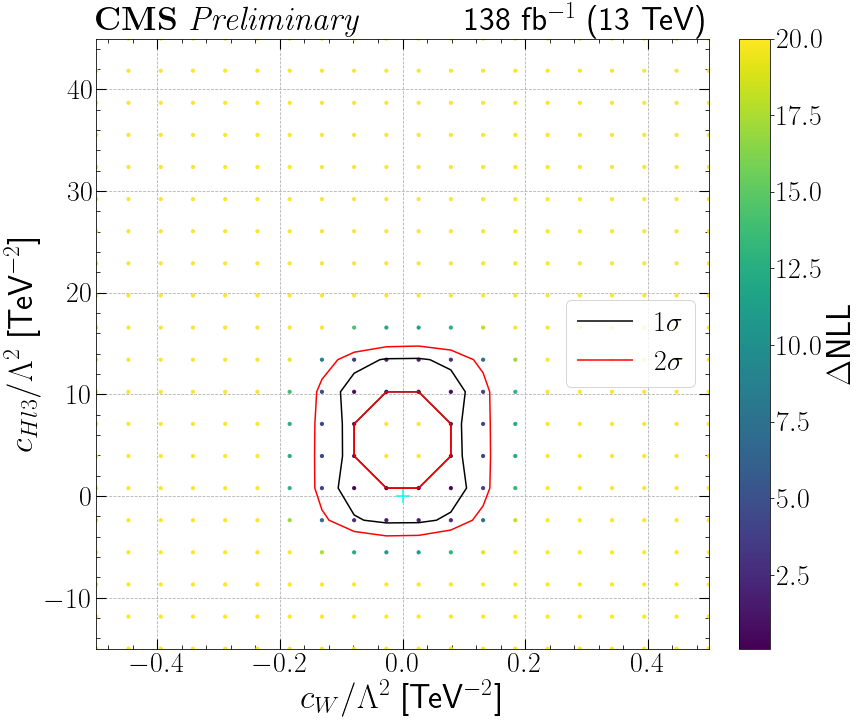 CMS Preliminary 138 fb⁻¹ (13 TeV)
c_{Hl3}/Λ² [TeV⁻²]
40
30
20
10
0
−10
−0.4 −0.2 0.0 0.2 0.4
c_W/Λ² [TeV⁻²]
1σ
2σ
20.0
17.5
15.0
12.5
10.0
7.5
5.0
2.5
ΔNLL